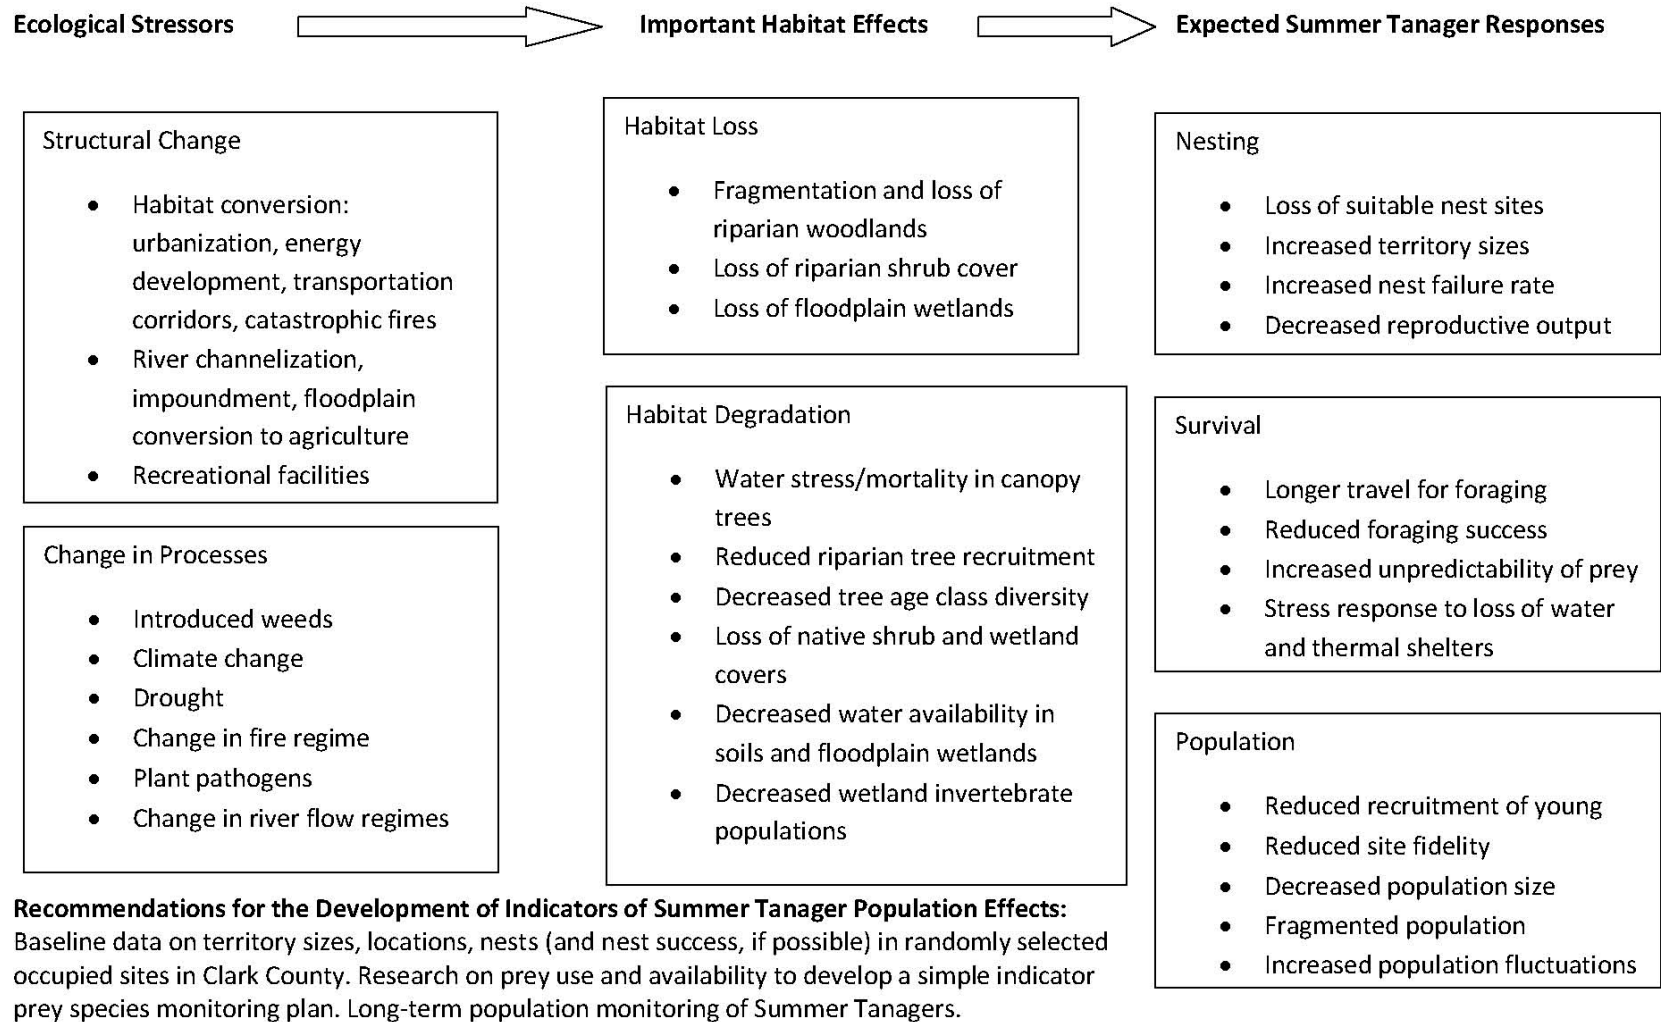 Ecological Stressors
Important Habitat Effects
Expected Summer Tanager Responses
Structural Change
• Habitat conversion:
urbanization, energy
development, transportation
corridors, catastrophic fires
• River channelization,
impoundment, floodplain
conversion to agriculture
• Recreational facilities
Change in Processes
• Introduced weeds
• Climate change
• Drought
• Change in fire regime
• Plant pathogens
• Change in river flow regimes
Habitat Loss
• Fragmentation and loss of
riparian woodlands
• Loss of riparian shrub cover
• Loss of floodplain wetlands
Habitat Degradation
• Water stress/mortality in canopy
trees
• Reduced riparian tree recruitment
• Decreased tree age class diversity
• Loss of native shrub and wetland
covers
• Decreased water availability in
soils and floodplain wetlands
• Decreased wetland invertebrate
populations
Nesting
• Loss of suitable nest sites
• Increased territory sizes
• Increased nest failure rate
• Decreased reproductive output
Survival
• Longer travel for foraging
• Reduced foraging success
• Increased unpredictability of prey
• Stress response to loss of water
and thermal shelters
Population
• Reduced recruitment of young
• Reduced site fidelity
• Decreased population size
• Fragmented population
• Increased population fluctuations
Recommendations for the Development of Indicators of Summer Tanager Population Effects:
Baseline data on territory sizes, locations, nests (and nest success, if possible) in randomly selected
occupied sites in Clark County. Research on prey use and availability to develop a simple indicator
prey species monitoring plan. Long-term population monitoring of Summer Tanagers.